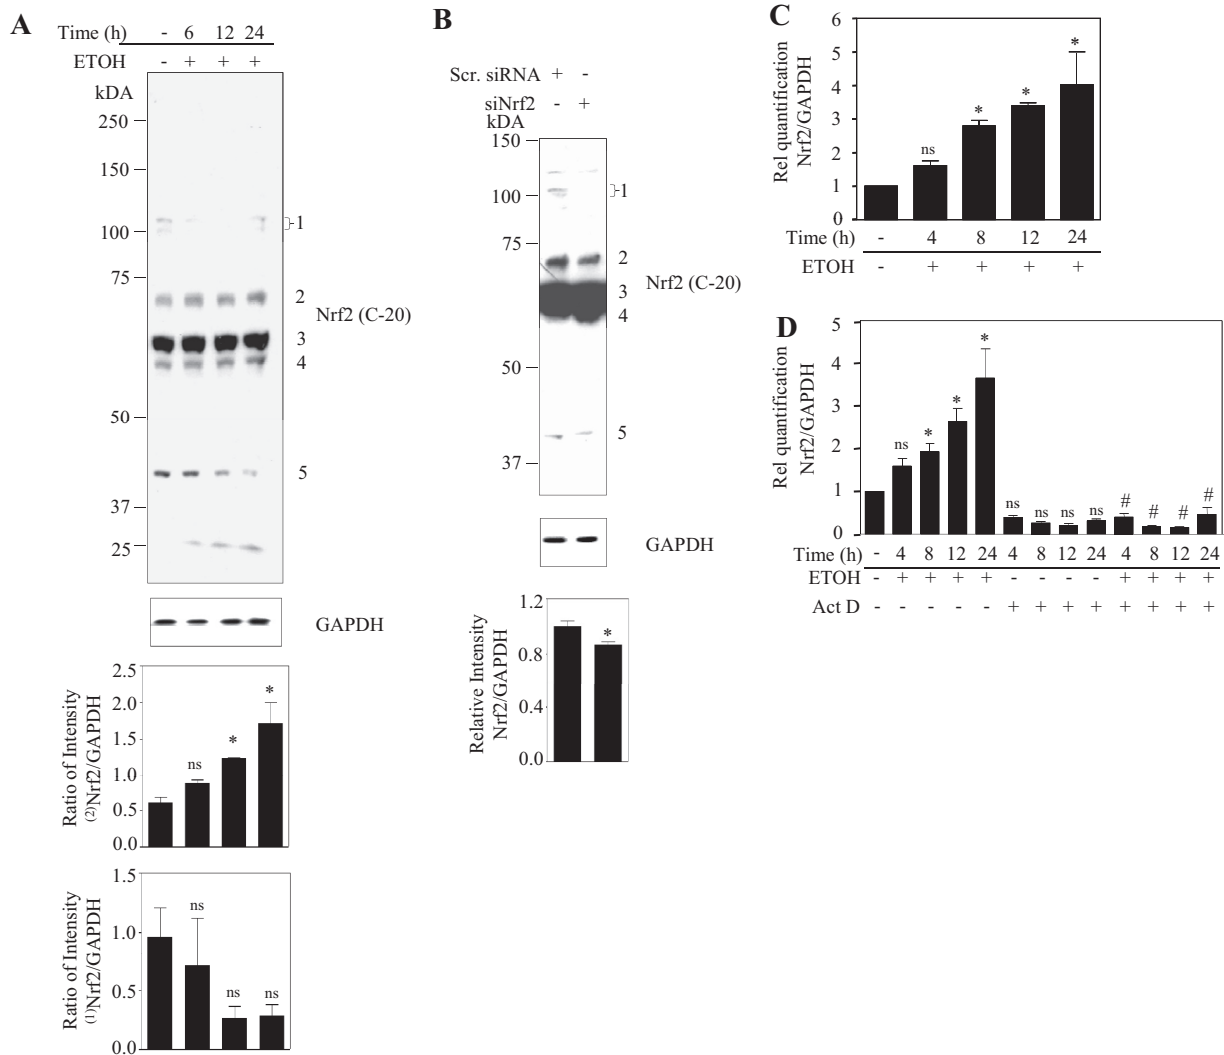 A
Time (h) - 6 12 24
ETOH - + + +
kDA
250
150
100
75
50
37
25
1
2
3
4
5
Nrf2 (C-20)
GAPDH
Ratio of Intensity
(2)Nrf2/GAPDH
2.5
2.0
1.5
1.0
0.5
0.0
ns
*
*
Ratio of Intensity
(1)Nrf2/GAPDH
1.5
1.0
0.5
0.0
ns
ns
ns
B
Scr. siRNA + -
siNrf2 - +
kDA
150
100
75
50
37
1
2
3
4
5
Nrf2 (C-20)
GAPDH
Relative Intensity
Nrf2/GAPDH
1.2
0.8
0.4
0.0
*
C
Rel quantification
Nrf2/GAPDH
6
5
4
3
2
1
0
ns
*
*
*
Time (h) - 4 8 12 24
ETOH - + + + +
D
Rel quantification
Nrf2/GAPDH
5
4
3
2
1
0
ns * * * ns ns ns ns # # # #
Time (h) - 4 8 12 24 4 8 12 24 4 8 12 24
ETOH - + + + + - - - - + + + +
Act D - - - - - + + + + + + + +